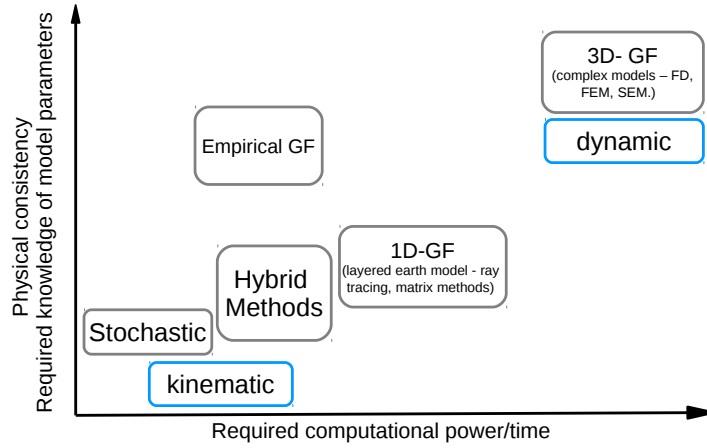 Physical consistency
Required knowledge of model parameters
3D- GF
(complex models – FD,
FEM, SEM.)
dynamic
Empirical GF
1D-GF
(layered earth model - ray
tracing, matrix methods)
Hybrid
Methods
Stochastic
kinematic
Required computational power/time